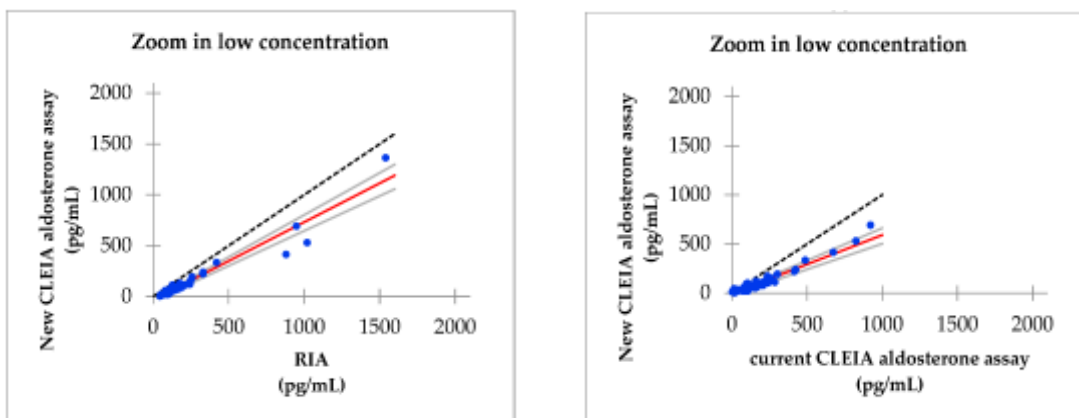 Zoom in low concentration
New CLEIA aldosterone assay
(pg/mL)
2000
1500
1000
500
0
0 500 1000 1500 2000
RIA
(pg/mL)
Zoom in low concentration
New CLEIA aldosterone assay
(pg/mL)
2000
1500
1000
500
0
0 500 1000 1500 2000
current CLEIA aldosterone assay
(pg/mL)